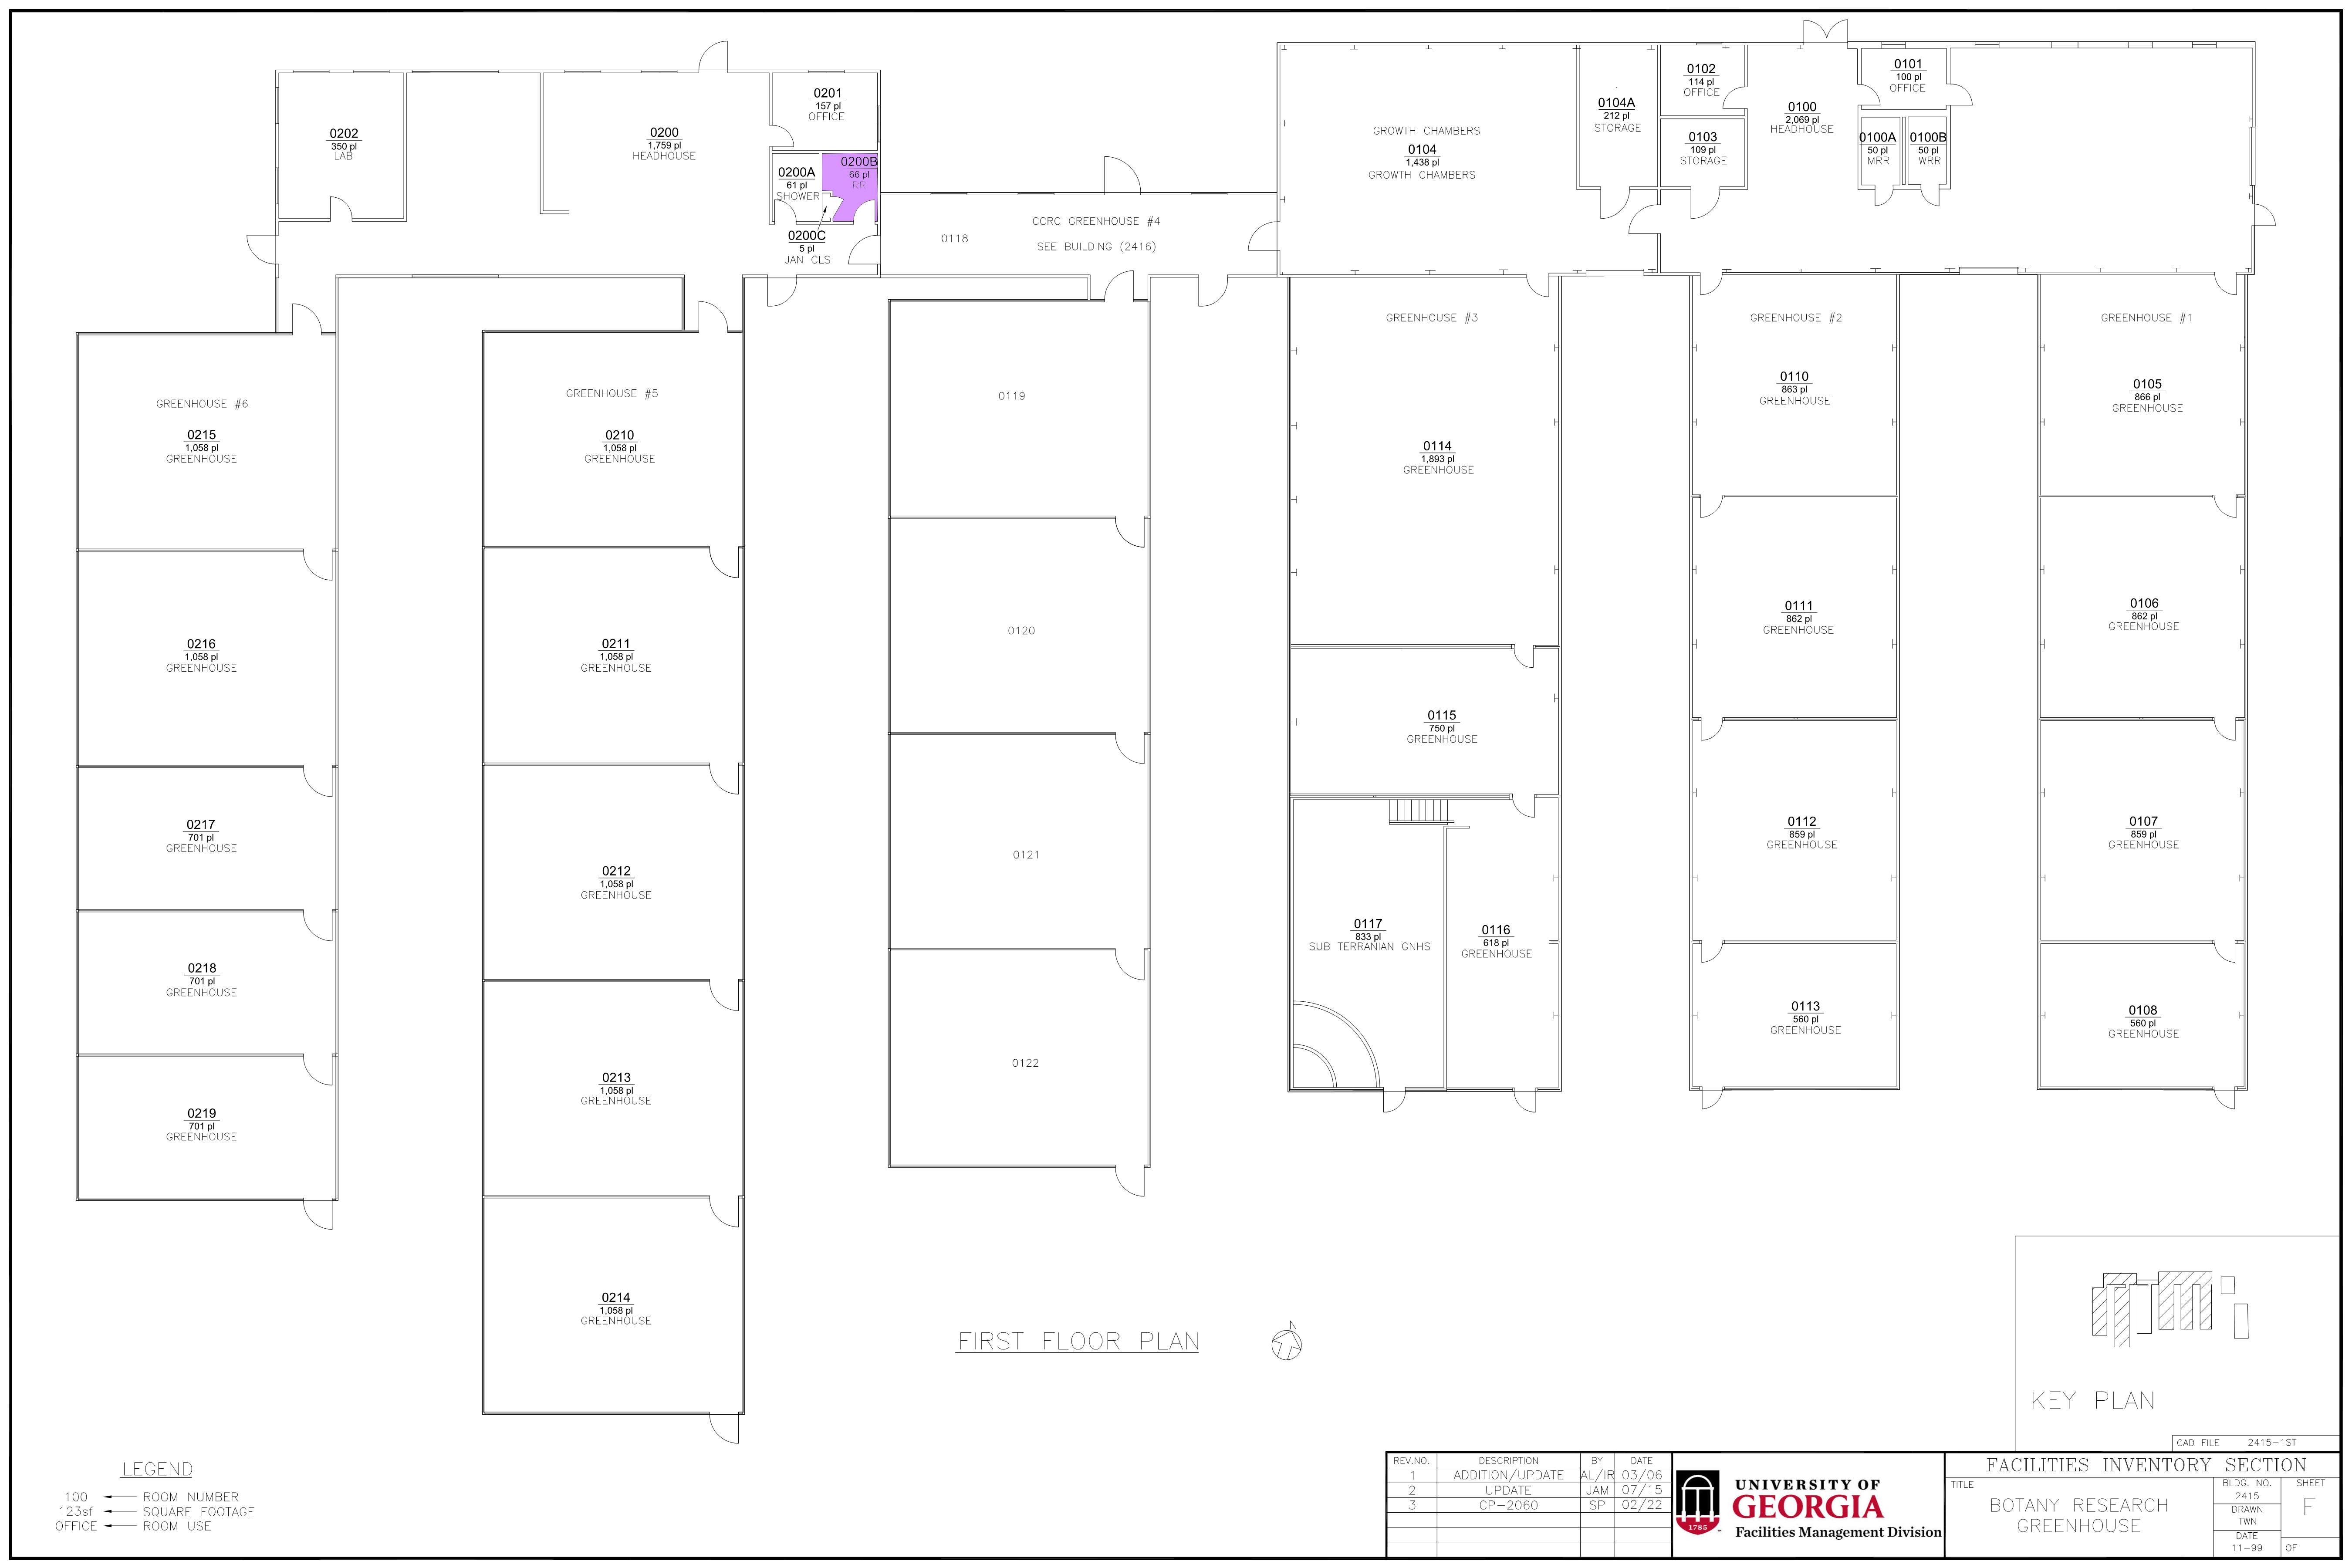 0202
350 pl
LAB
0200
1,759 pl
HEADHOUSE
0201
157 pl
OFFICE
0200A
61 pl
SHOWER
0200B
66 pl
RR
0200C
5 pl
JAN CLS
0118
CCRC GREENHOUSE #4
SEE BUILDING (2416)
GROWTH CHAMBERS
0104
1,438 pl
GROWTH CHAMBERS
0104A
212 pl
STORAGE
0102
114 pl
OFFICE
0103
109 pl
STORAGE
0100
2,069 pl
HEADHOUSE
0101
100 pl
OFFICE
0100A
50 pl
MRR
0100B
50 pl
WRR
GREENHOUSE #6
0215
1,058 pl
GREENHOUSE
0216
1,058 pl
GREENHOUSE
0217
701 pl
GREENHOUSE
0218
701 pl
GREENHOUSE
0219
701 pl
GREENHOUSE
GREENHOUSE #5
0210
1,058 pl
GREENHOUSE
0211
1,058 pl
GREENHOUSE
0212
1,058 pl
GREENHOUSE
0213
1,058 pl
GREENHOUSE
0214
1,058 pl
GREENHOUSE
0119
0120
0121
0122
GREENHOUSE #3
0114
1,893 pl
GREENHOUSE
0115
750 pl
GREENHOUSE
0117
833 pl
SUB TERRANIAN GNHS
0116
618 pl
GREENHOUSE
GREENHOUSE #2
0110
863 pl
GREENHOUSE
0111
862 pl
GREENHOUSE
0112
859 pl
GREENHOUSE
0113
560 pl
GREENHOUSE
GREENHOUSE #1
0105
866 pl
GREENHOUSE
0106
862 pl
GREENHOUSE
0107
859 pl
GREENHOUSE
0108
560 pl
GREENHOUSE
FIRST FLOOR PLAN
N
KEY PLAN
CAD FILE 2415-1ST
LEGEND
100 ROOM NUMBER
123sf SQUARE FOOTAGE
OFFICE ROOM USE
REV.NO. DESCRIPTION BY DATE
1 ADDITION/UPDATE AL/IR 03/06
2 UPDATE JAM 07/15
3 CP-2060 SP 02/22
1785
UNIVERSITY OF
GEORGIA
Facilities Management Division
FACILITIES INVENTORY SECTION
TITLE
BOTANY RESEARCH
GREENHOUSE
BLDG. NO.
2415
DRAWN
TWN
DATE
11-99
SHEET
F
OF